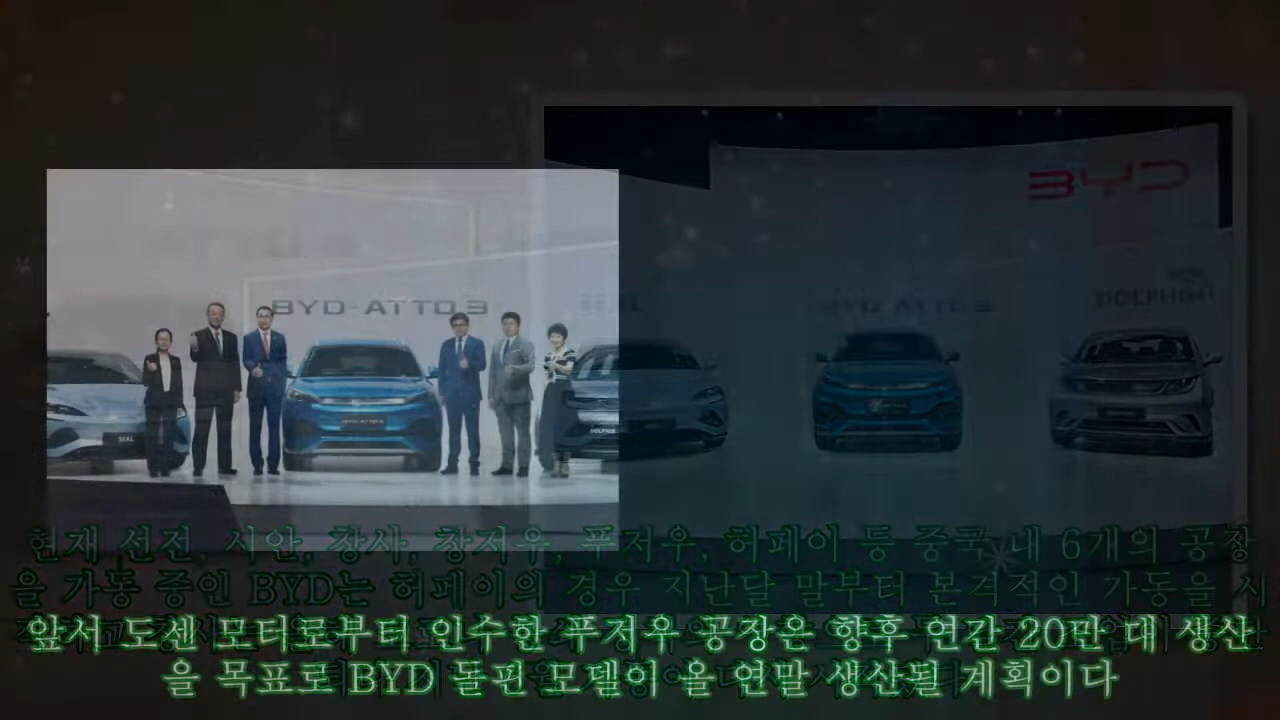 BYD
BYD-ATTO 3
BYD-ATTO 3
DOLPHIN
SEAL
현재 선전, 시안, 창사, 창저우, 푸저우, 허페이 등 중국 내 6개의 공장
을 가동 중인 BYD는 허페이의 경우 지난달 말부터 본격적인 가동을 시
앞서 도센 모터로부터 인수한 푸저우 공장은 향후 연간 20만 대 생산
을 목표로 BYD 돌핀 모델이 올 연말 생산될 계획이다